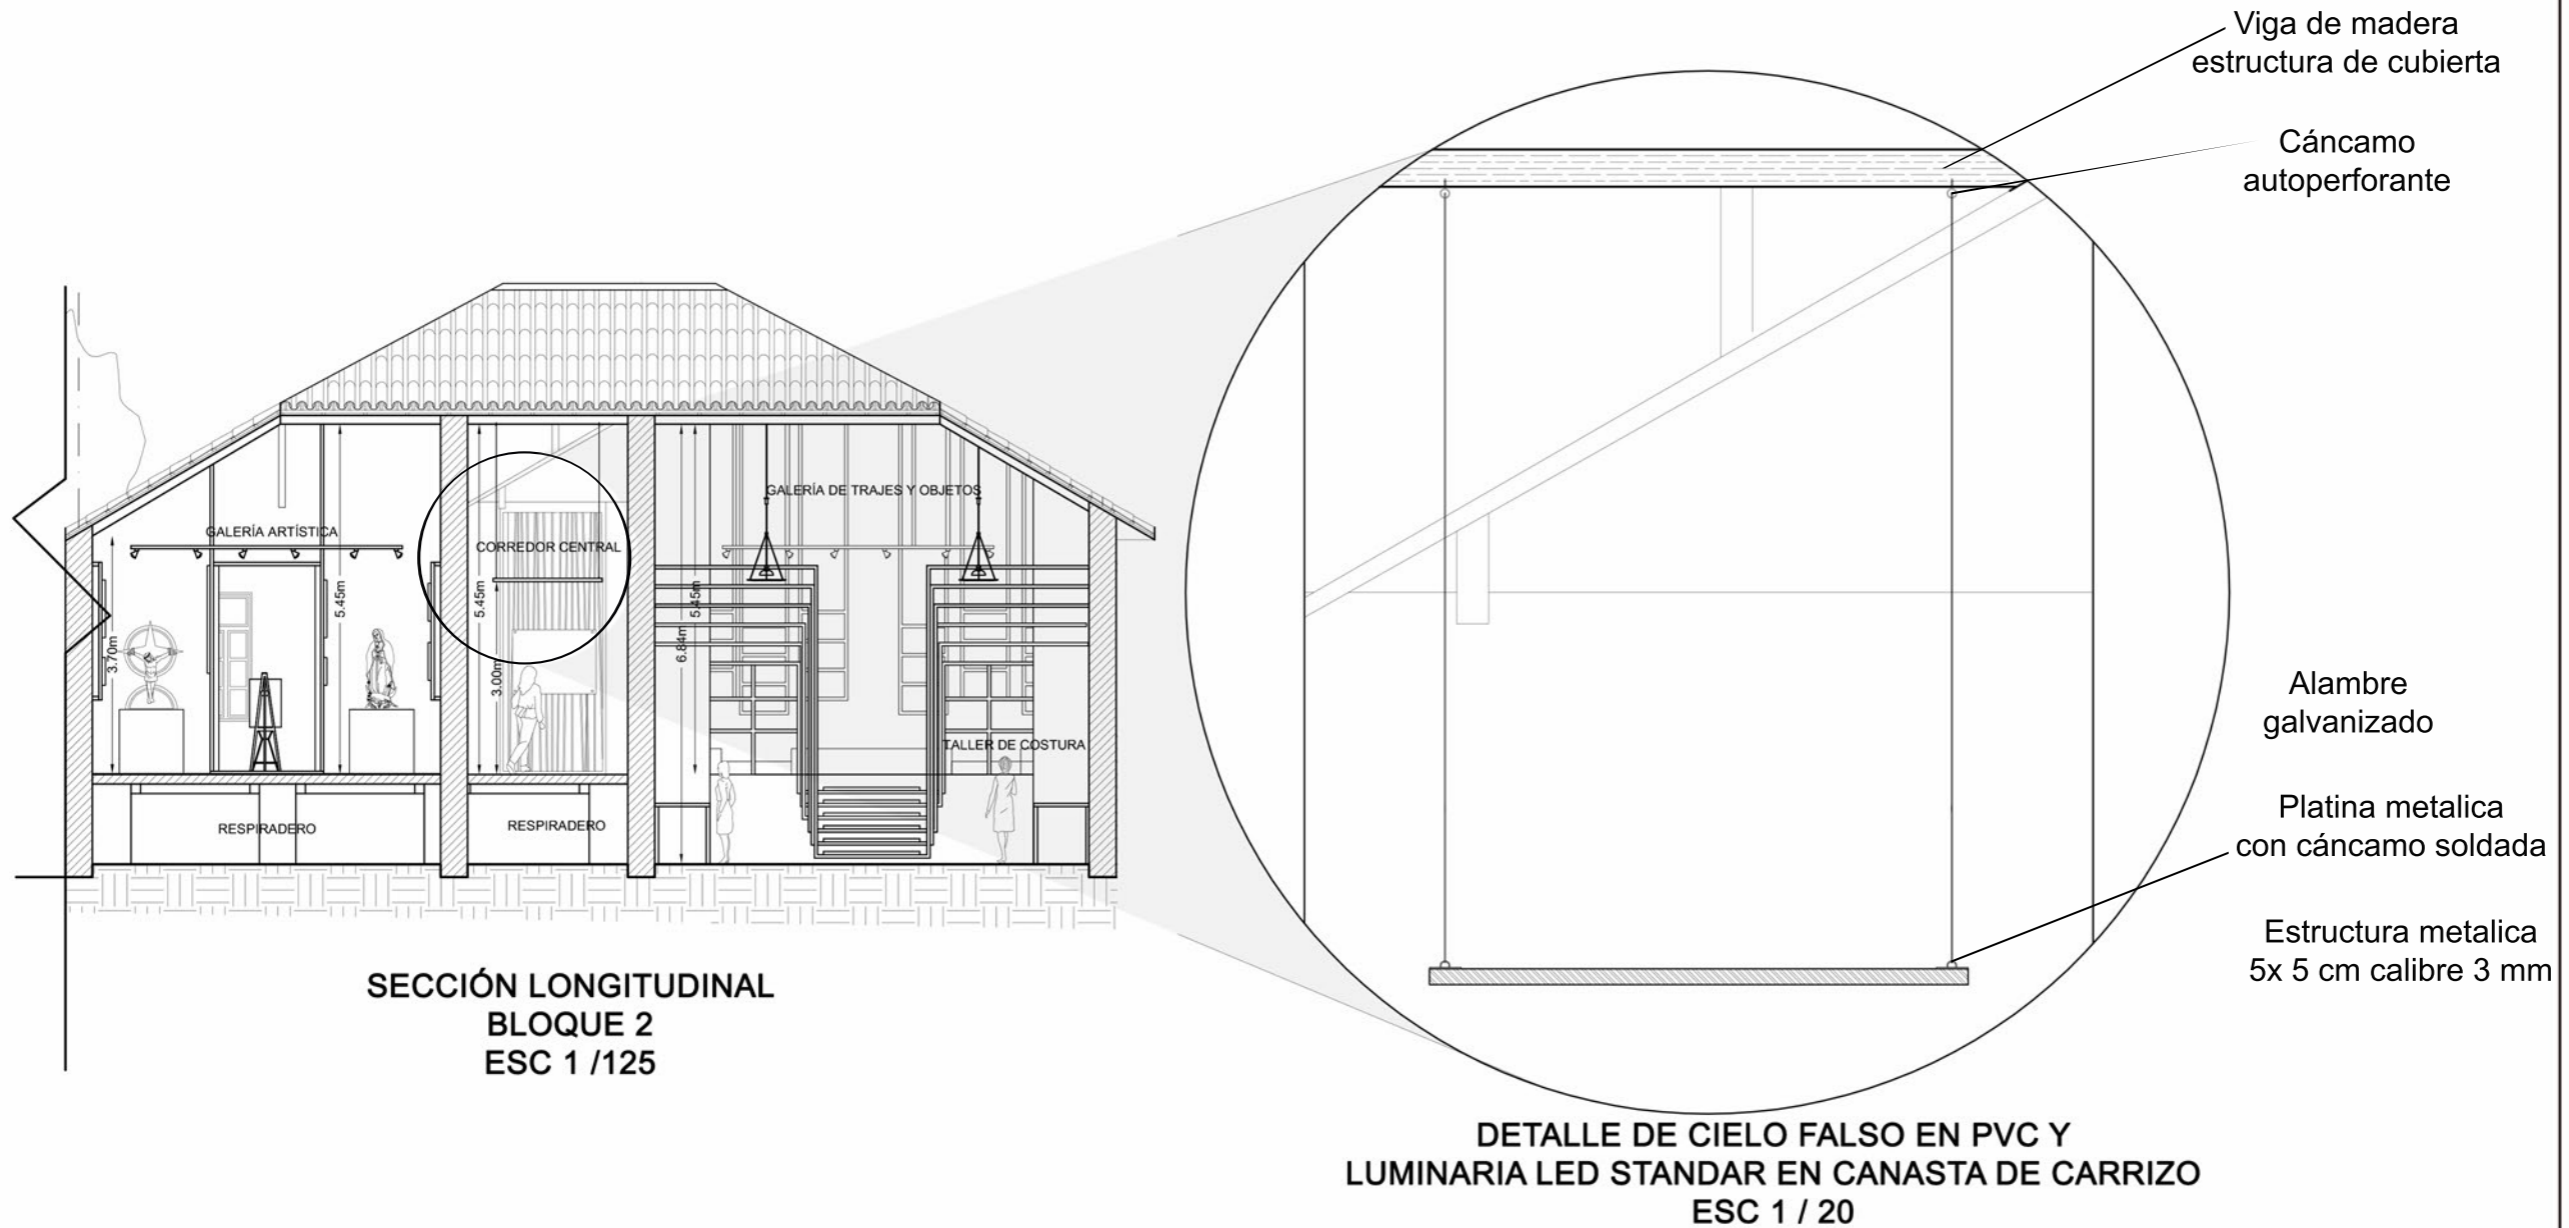 Viga de madera
estructura de cubierta
Cáncamo
autoperforante
GALERÍA DE TRAJES Y OBJETOS
GALERÍA ARTÍSTICA
CORREDOR CENTRAL
5.45m
5.45m
5.45m
3.70m
6.84m
3.00m
TALLER DE COSTURA
RESPIRADERO
RESPIRADERO
Alambre
galvanizado
Platina metalica
con cáncamo soldada
Estructura metalica
5x 5 cm calibre 3 mm
SECCIÓN LONGITUDINAL
BLOQUE 2
ESC 1 /125
DETALLE DE CIELO FALSO EN PVC Y
LUMINARIA LED STANDAR EN CANASTA DE CARRIZO
ESC 1 / 20